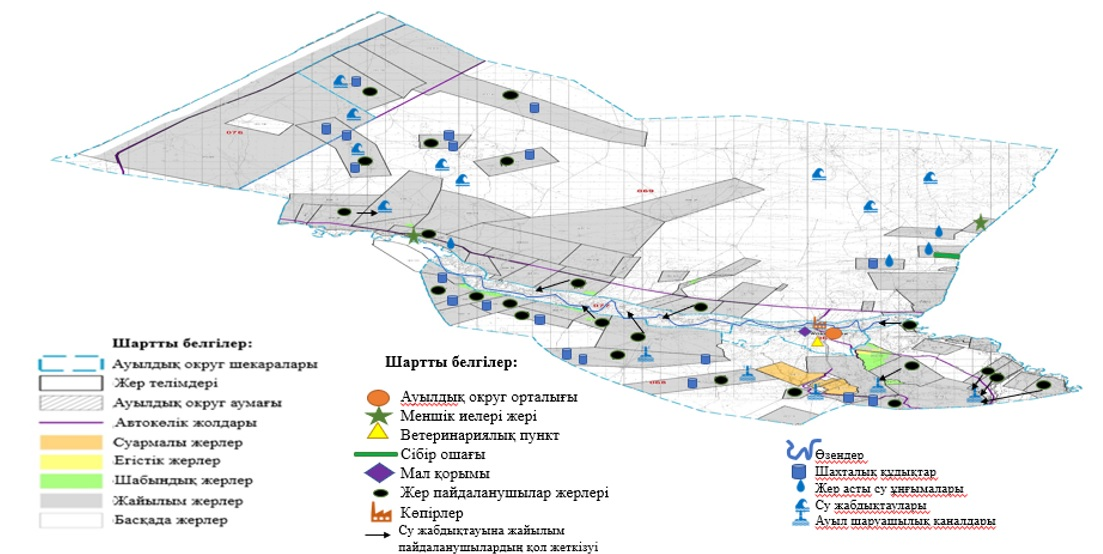 076
069
077
068
Шартты белгілер:
Ауылдық округ шекаралары
Жер телімдері
Ауылдық округ аумағы
Автокөлік жолдары
Суармалы жерлер
Егістік жерлер
Шабындық жерлер
Жайылым жерлер
Басқада жерлер
Шартты белгілер:
Ауылдық округ орталығы
Меншік иелері жері
Ветеринариялық пункт
Сібір ошағы
Мал қорымы
Жер пайдаланушылар жерлері
Көпірлер
Су жабдықтауына жайылым
пайдаланушылардың қол жеткізуі
Өзендер
Шахталық құдықтар
Жер асты су ұңғымалары
Су жабдықтаулары
Ауыл шаруашылық каналдары